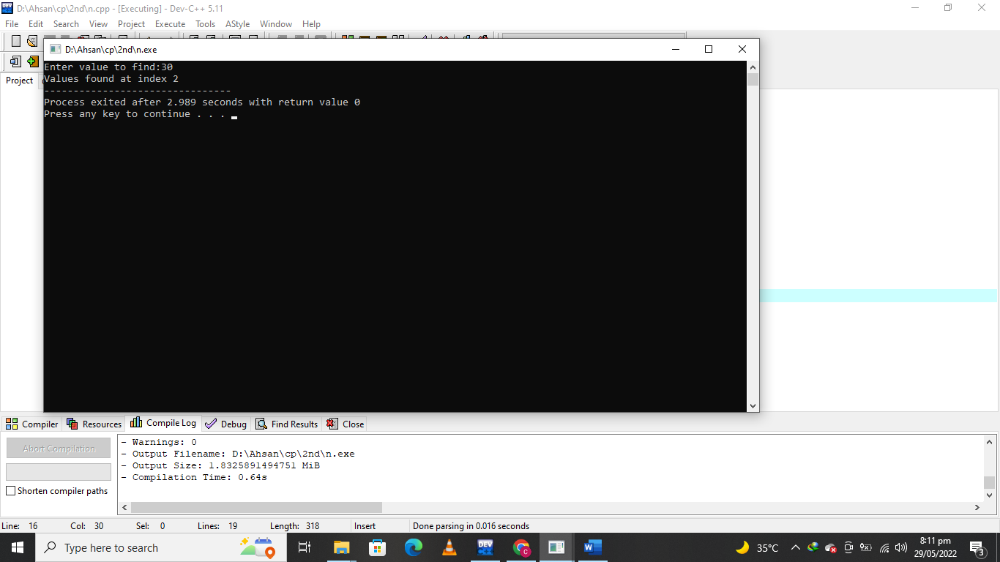 D:\Ahsan\cp\2nd\n.cpp - [Executing] - Dev-C++ 5.11
File Edit Search View Project Execute Tools AStyle Window Help
D:\Ahsan\cp\2nd\n.exe
Project
Enter value to find:30
Values found at index 2
--------------------------------
Process exited after 2.989 seconds with return value 0
Press any key to continue . . .
Compiler Resources Compile Log Debug Find Results Close
Abort Compilation
Shorten compiler paths
- Warnings: 0
- Output Filename: D:\Ahsan\cp\2nd\n.exe
- Output Size: 1.8325891494751 MiB
- Compilation Time: 0.64s
Line: 16 Col: 30 Sel: 0 Lines: 19 Length: 318 Insert Done parsing in 0.016 seconds
Type here to search
DEV
C
W
35°C
8:11 pm
29/05/2022
3